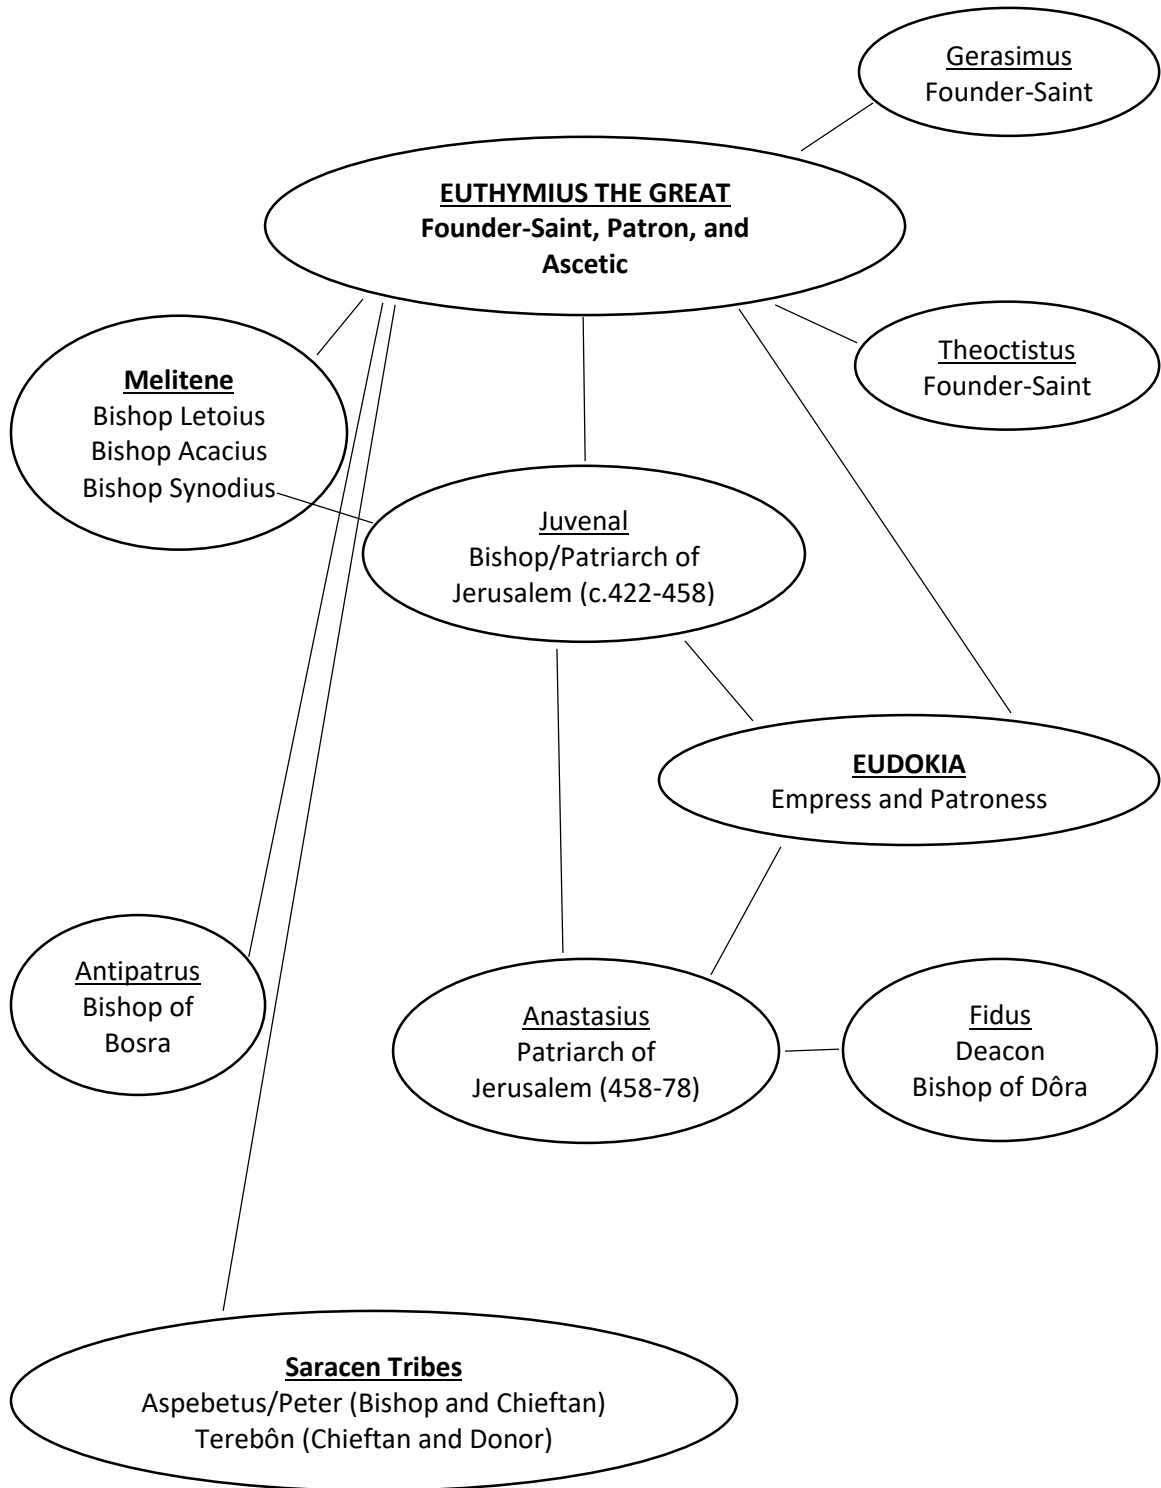 Gerasimus
Founder-Saint
EUTHYMIUS THE GREAT
Founder-Saint, Patron, and
Ascetic
Theoctistus
Founder-Saint
Melitene
Bishop Letoius
Bishop Acacius
Bishop Synodius
Juvenal
Bishop/Patriarch of
Jerusalem (c.422-458)
EUDOKIA
Empress and Patroness
Antipatrus
Bishop of
Bosra
Anastasius
Patriarch of
Jerusalem (458-78)
Fidus
Deacon
Bishop of Dôra
Saracen Tribes
Aspebetus/Peter (Bishop and Chieftan)
Terebôn (Chieftan and Donor)